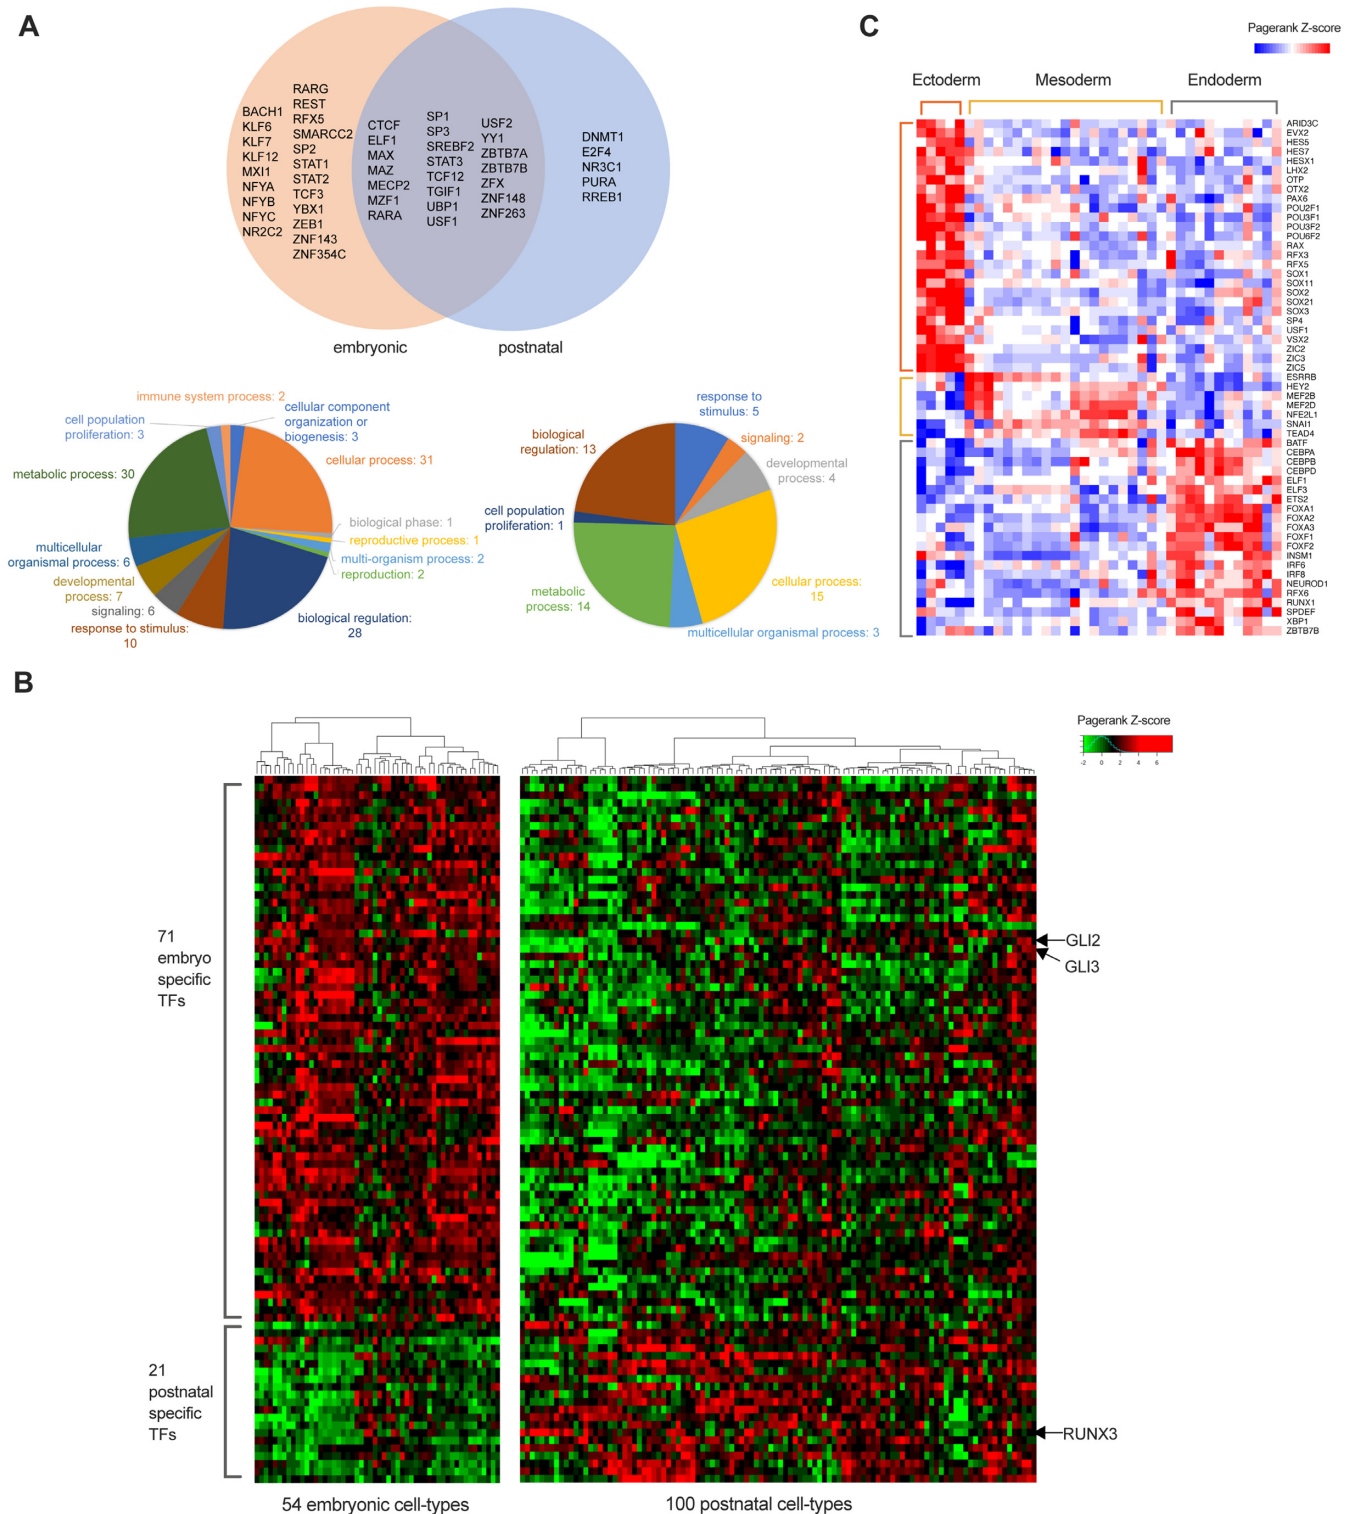 A
BACH1
KLF6
KLF7
KLF12
MXI1
NFYA
NFYB
NFYC
NR2C2
RARG
REST
RFX5
SMARCC2
SP2
STAT1
STAT2
TCF3
YBX1
ZEB1
ZNF143
ZNF354C
CTCF
ELF1
MAX
MAZ
MECP2
MZF1
RARA
SP1
SP3
SREBF2
STAT3
TCF12
TGIF1
UBP1
USF1
USF2
YY1
ZBTB7A
ZBTB7B
ZFX
ZNF148
ZNF263
DNMT1
E2F4
NR3C1
PURA
RREB1
embryonic
postnatal
immune system process: 2
cell population
proliferation: 3
cellular component
organization or
biogenesis: 3
metabolic process: 30
cellular process: 31
biological phase: 1
reproductive process: 1
multi-organism process: 2
reproduction: 2
multicellular
organismal process: 6
developmental
process: 7
signaling: 6
response to stimulus:
10
biological regulation:
28
response to
stimulus: 5
signaling: 2
developmental
process: 4
biological
regulation: 13
cell population
proliferation: 1
metabolic
process: 14
cellular process:
15
multicellular organismal process: 3
C
Pagerank Z-score
Ectoderm
Mesoderm
Endoderm
ARID3C
EVX2
HES5
HES7
HESX1
LHX2
OTP
OTX2
PAX6
POU2F1
POU3F1
POU3F2
POU6F2
RAX
RFX3
RFX5
SOX1
SOX11
SOX2
SOX21
SOX3
SP4
USF1
VSX2
ZIC2
ZIC3
ZIC5
ESRRB
HEY2
MEF2B
MEF2D
NFE2L1
SNAI1
TEAD4
BATF
CEBPA
CEBPB
CEBPD
ELF1
ELF3
ETS2
FOXA1
FOXA2
FOXA3
FOXF1
FOXF2
INSM1
IRF6
IRF8
NEUROD1
RFX6
RUNX1
SPDEF
XBP1
ZBTB7B
B
Pagerank Z-score
-2 0 2 4 6
71
embryo
specific
TFs
GLI2
GLI3
21
postnatal
specific
TFs
RUNX3
54 embryonic cell-types
100 postnatal cell-types